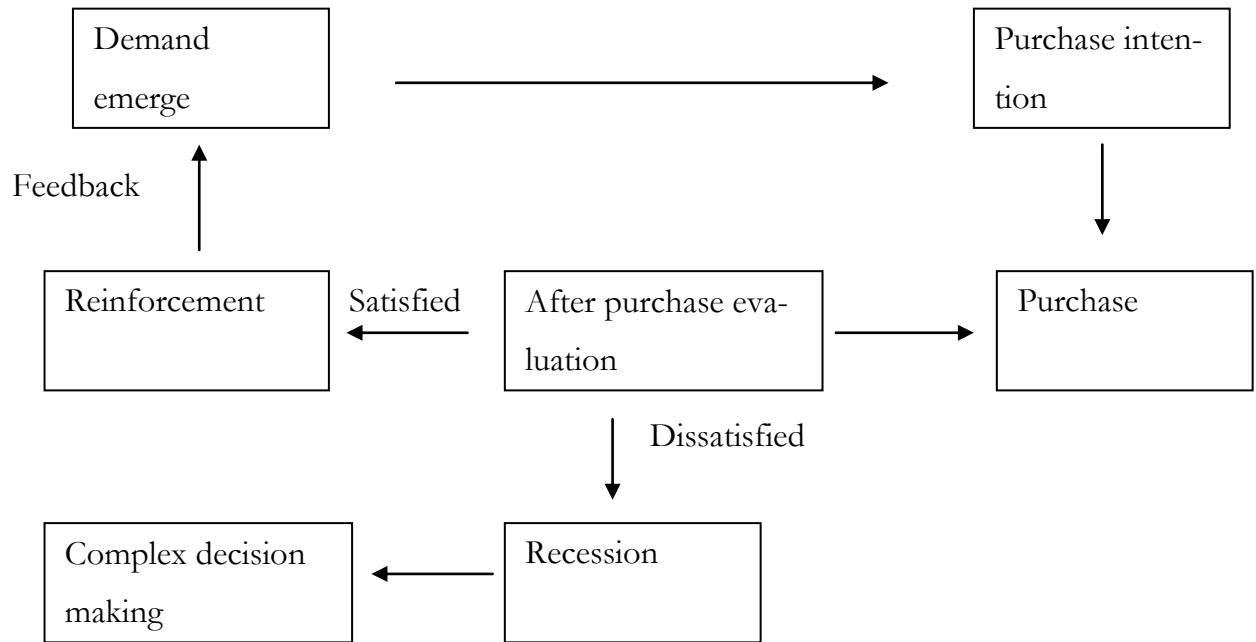 Demand
emerge
Purchase inten-
tion
Feedback
Reinforcement
Satisfied
After purchase eva-
luation
Purchase
Dissatisfied
Complex decision
making
Recession